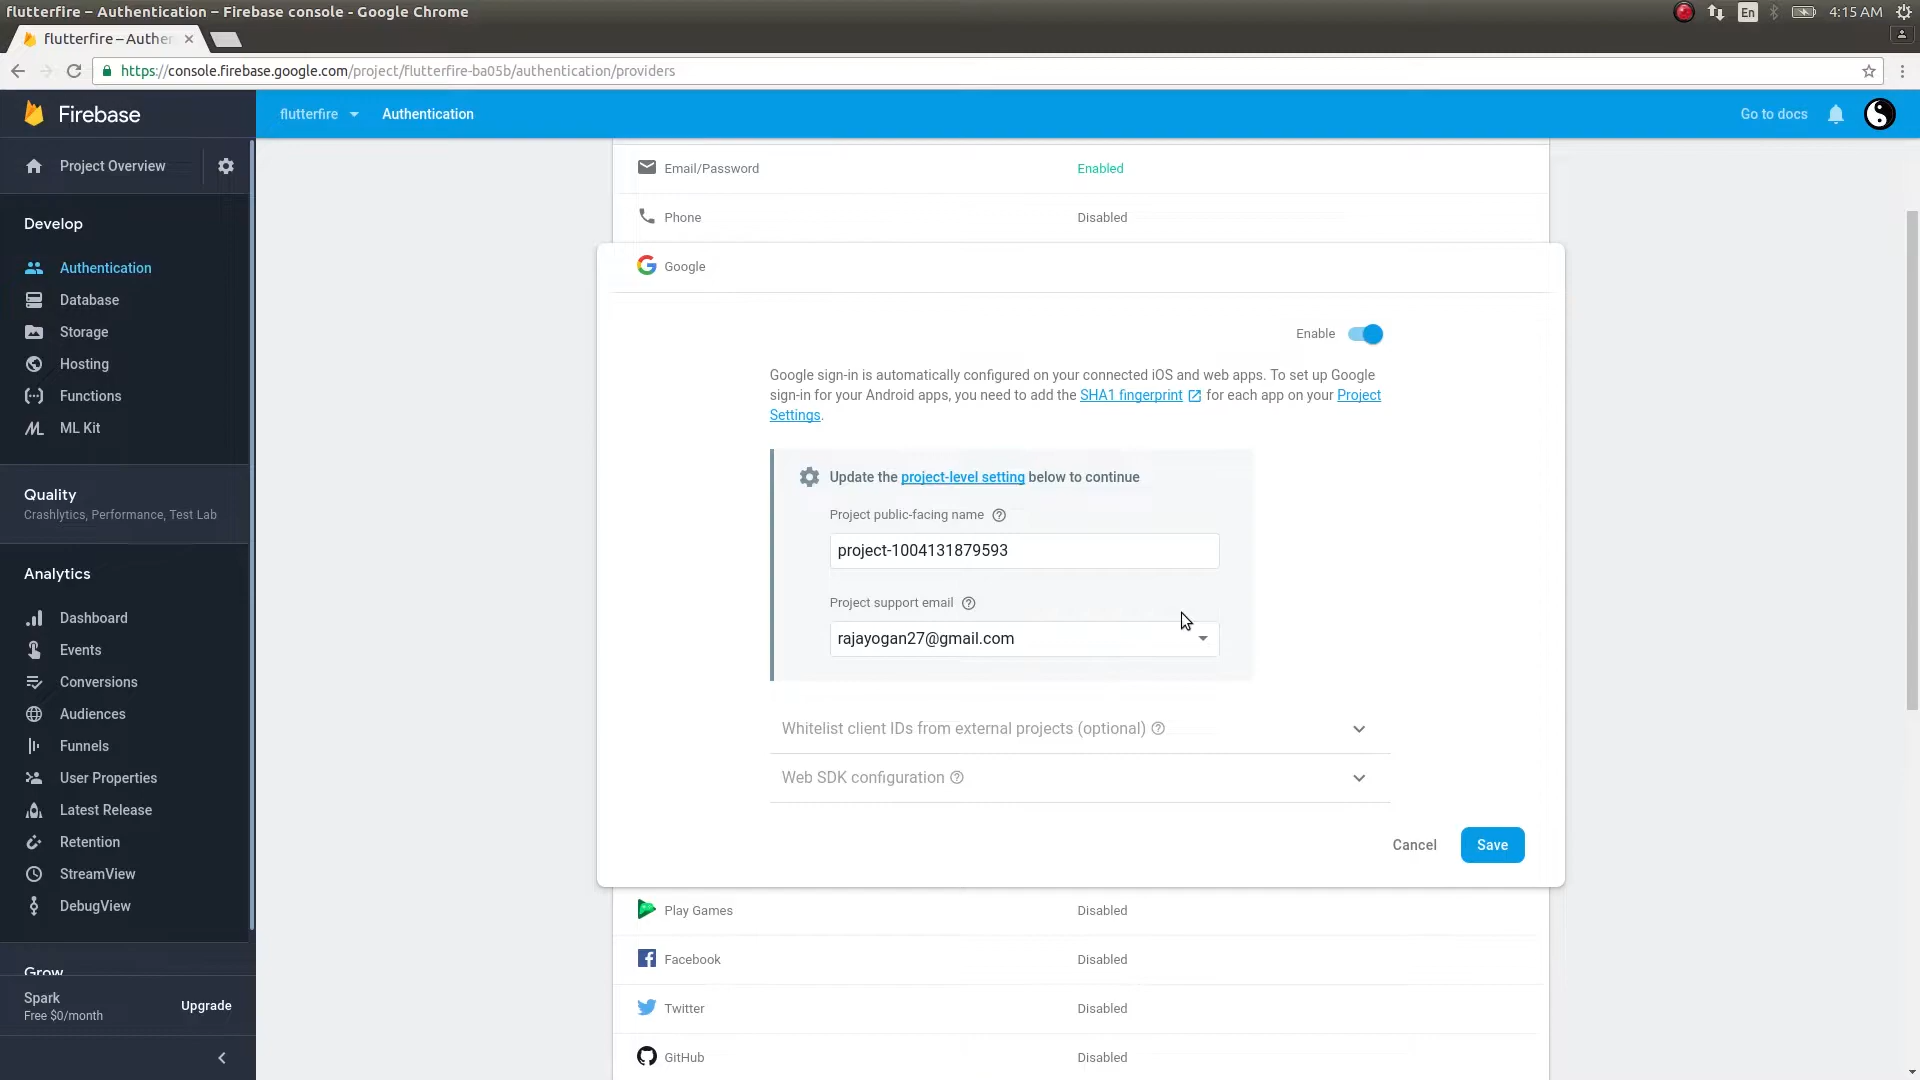 flutterfire – Authentication – Firebase console - Google Chrome
En
4:15 AM
flutterfire – Auther
https://console.firebase.google.com/project/flutterfire-ba05b/authentication/providers
Firebase
flutterfire
Authentication
Go to docs
Project Overview
Develop
Authentication
Database
Storage
Hosting
Functions
ML Kit
Quality
Crashlytics, Performance, Test Lab
Analytics
Dashboard
Events
Conversions
Audiences
Funnels
User Properties
Latest Release
Retention
StreamView
DebugView
Grow
Spark
Free $0/month
Upgrade
Email/Password
Enabled
Phone
Disabled
Google
Enable
Google sign-in is automatically configured on your connected iOS and web apps. To set up Google
sign-in for your Android apps, you need to add the SHA1 fingerprint for each app on your Project
Settings.
Update the project-level setting below to continue
Project public-facing name
project-1004131879593
Project support email
rajayogan27@gmail.com
Whitelist client IDs from external projects (optional)
Web SDK configuration
Cancel
Save
Play Games
Disabled
Facebook
Disabled
Twitter
Disabled
GitHub
Disabled